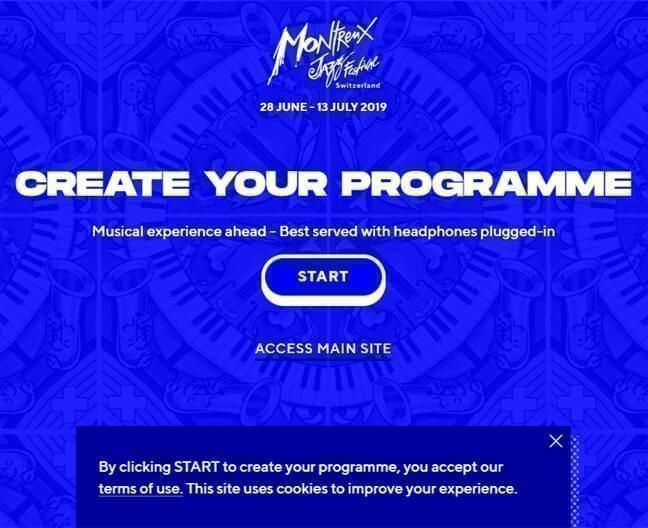 Montreux
Jazz Festival
Switzerland
28 JUNE - 13 JULY 2019
CREATE YOUR PROGRAMME
Musical experience ahead - Best served with headphones plugged-in
START
ACCESS MAIN SITE
By clicking START to create your programme, you accept our
terms of use. This site uses cookies to improve your experience.